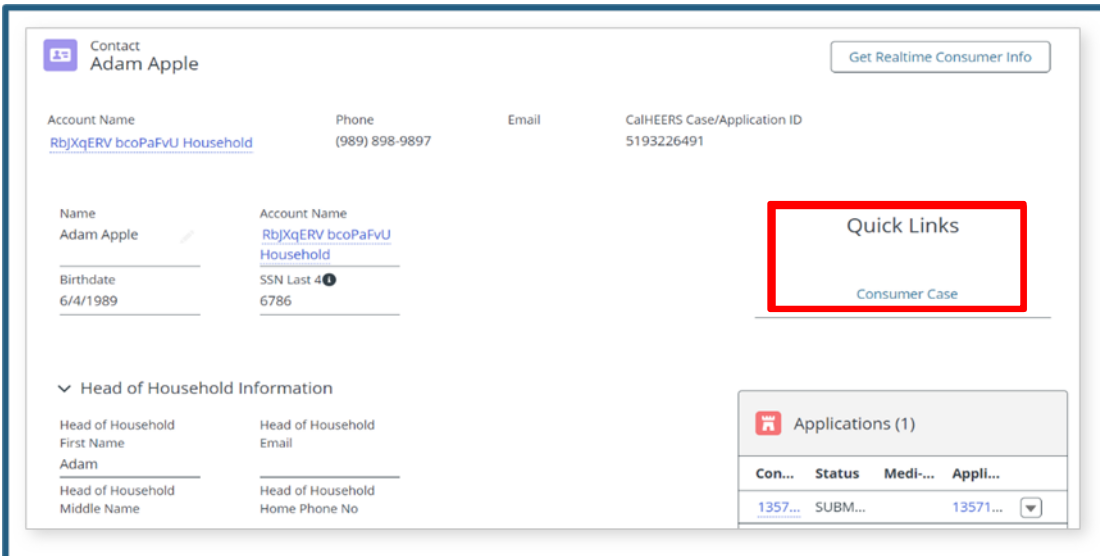 Contact
Adam Apple
Get Realtime Consumer Info
Account Name
Phone
Email
CalHEERS Case/Application ID
RbJXqERV bcoPaFvU Household
(989) 898-9897
5193226491
Name
Account Name
Adam Apple
RbJXqERV bcoPaFvU
Household
Quick Links
Birthdate
SSN Last 4
6/4/1989
6786
Consumer Case
Head of Household Information
Head of Household
First Name
Head of Household
Email
Adam
Head of Household
Middle Name
Head of Household
Home Phone No
Applications (1)
Con... Status Medi-... Appli...
1357... SUBM... 13571...